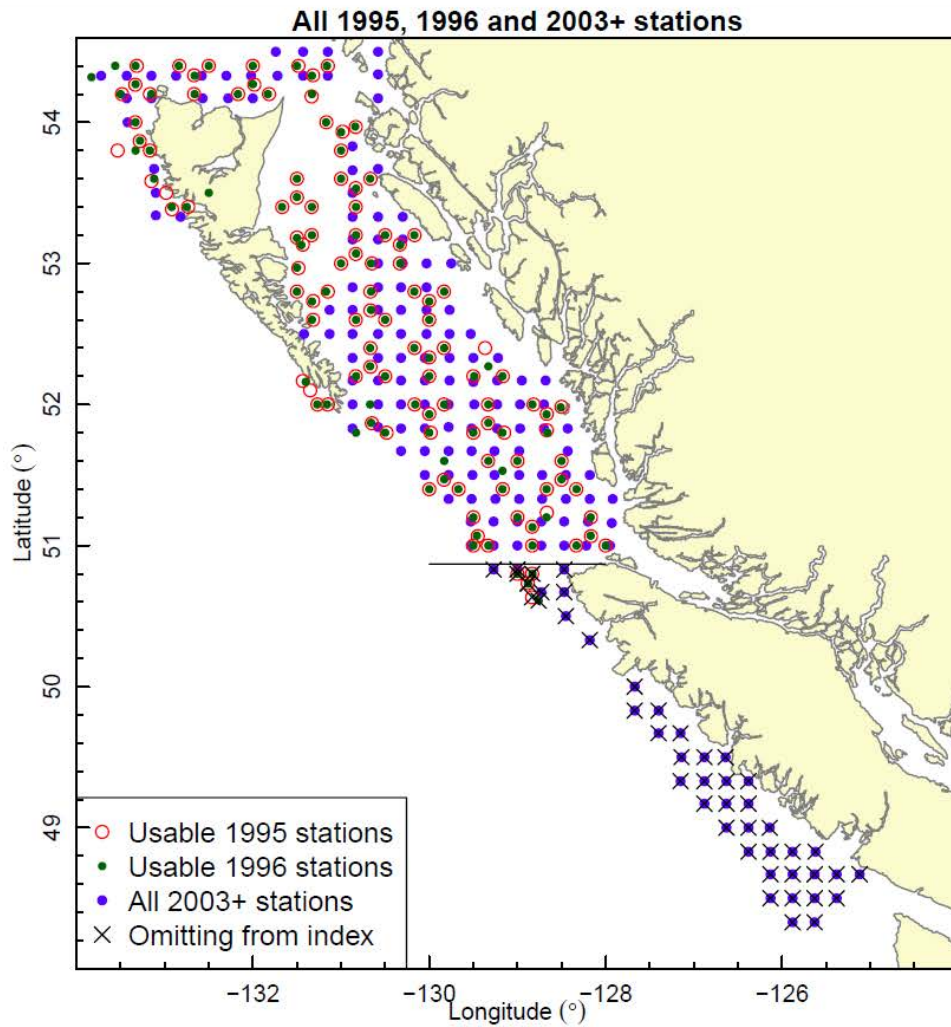 All 1995, 1996 and 2003+ stations
54
53
52
51
50
49
Latitude (°)
Usable 1995 stations
Usable 1996 stations
All 2003+ stations
Omitting from index
−132
−130
−128
−126
Longitude (°)